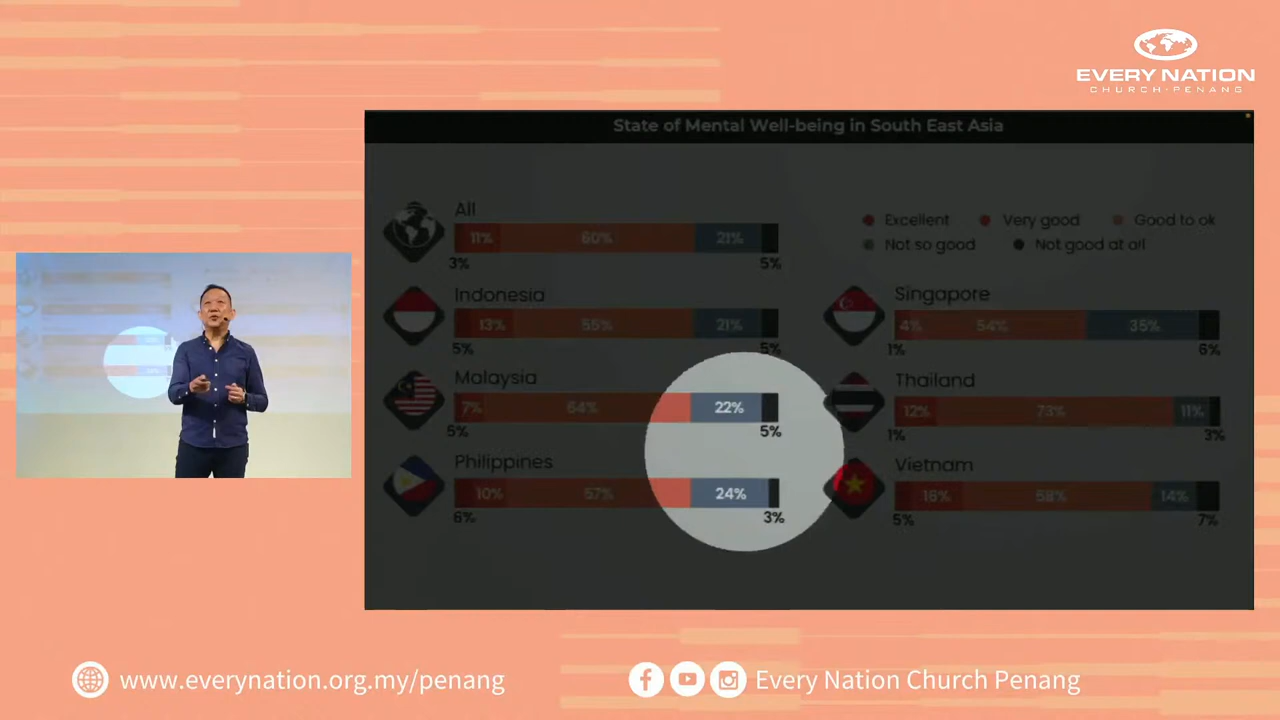 EVERY NATION
CHURCH • PENANG
State of Mental Well-being in South East Asia
All
11% 60% 21%
3% 5%
Excellent Very good Good to ok
Not so good Not good at all
Indonesia
13% 55% 21%
5% 5%
Singapore
4% 54% 35%
1% 6%
Malaysia
7% 64% 22%
5% 5%
Thailand
12% 73% 11%
1% 3%
Philippines
10% 57% 24%
6% 3%
Vietnam
16% 58% 14%
5% 7%
www.everynation.org.my/penang
Every Nation Church Penang